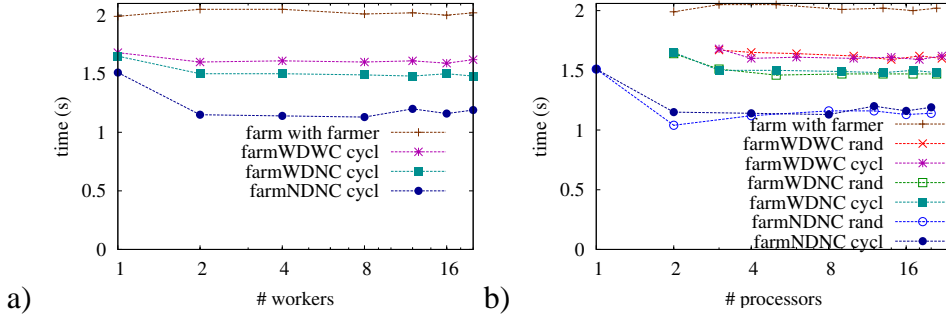 2
1.5
1
0.5
0
time (s)
farm with farmer
farmWDWC cycl
farmWDNC cycl
farmNDNC cycl
1 2 4 8 16
# workers
a)
2
1.5
1
0.5
0
time (s)
farm with farmer
farmWDWC rand
farmWDWC cycl
farmWDNC rand
farmWDNC cycl
farmNDNC rand
farmNDNC cycl
1 2 4 8 16
# processors
b)